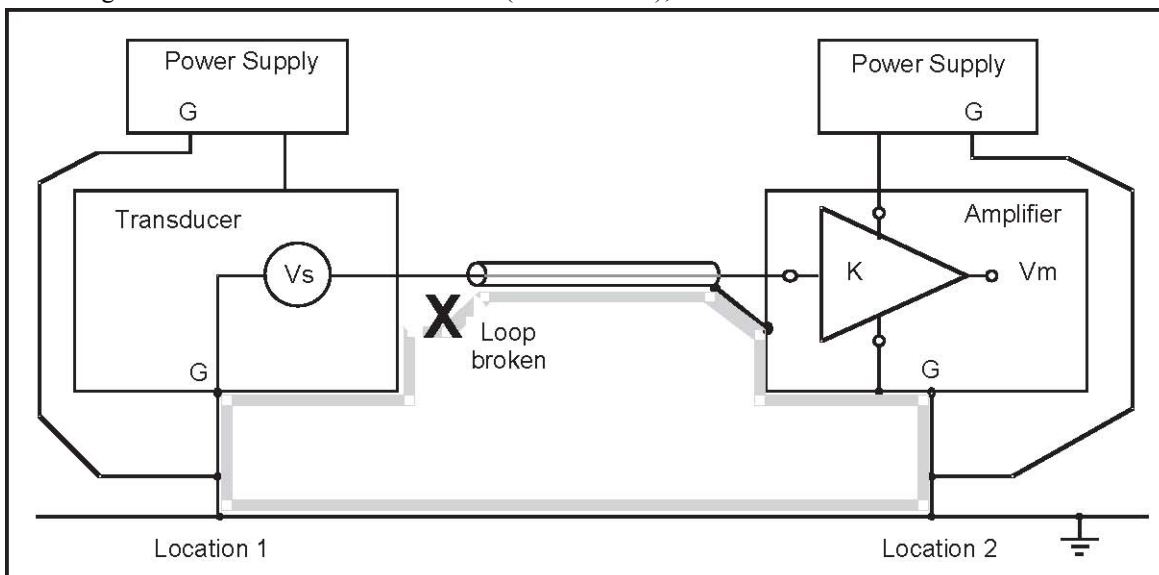 Power Supply
G
Power Supply
G
Transducer
Vs
G
X
Loop
broken
Amplifier
K
Vm
G
Location 1
Location 2